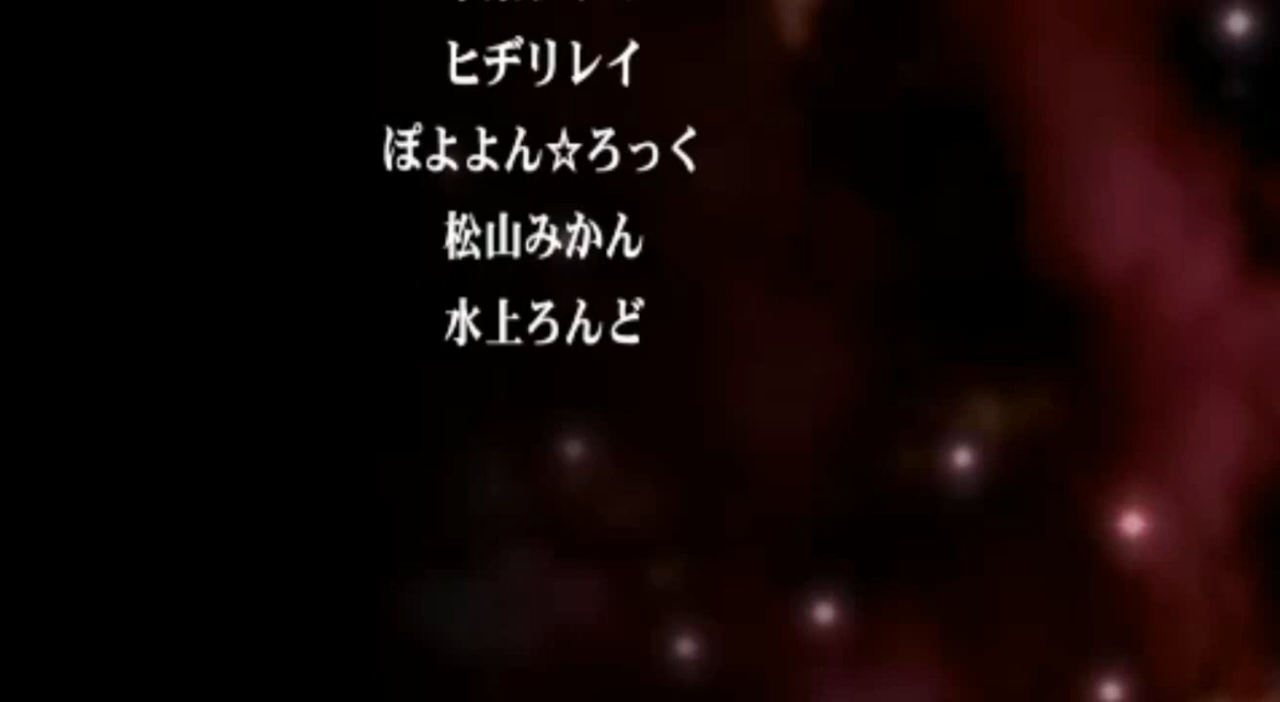 ヒヂリレイ
ぽよよん☆ろっく
松山みかん
水上ろんど